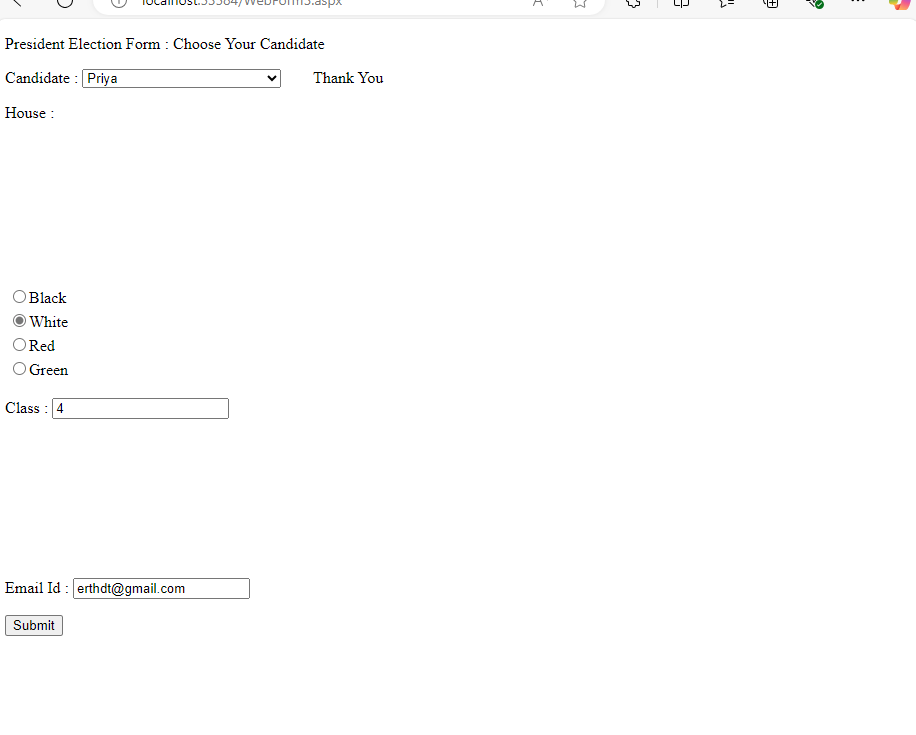 localhost:55584/WebForm3.aspx
President Election Form : Choose Your Candidate
Candidate : Priya Thank You
House :
Black
White
Red
Green
Class : 4
Email Id : erthdt@gmail.com
Submit